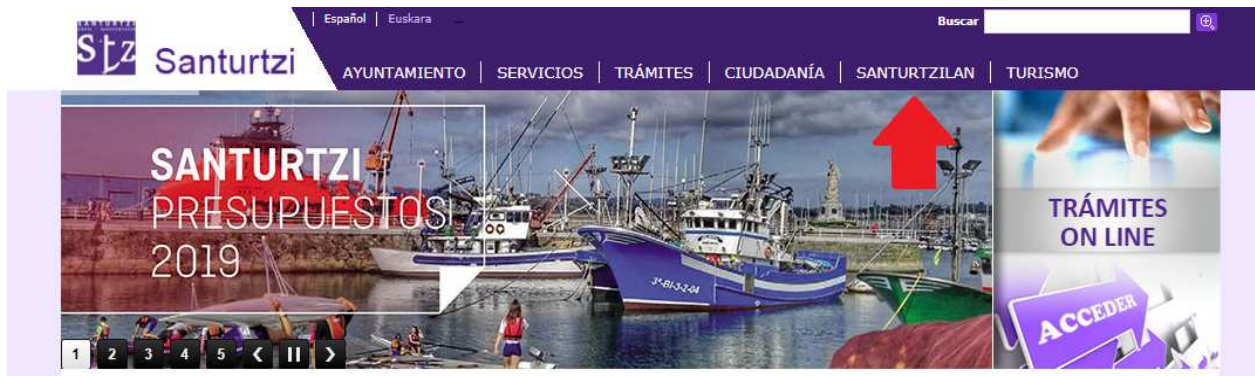 Español
Euskara
Buscar
Stz
Santurtzi
AYUNTAMIENTO
SERVICIOS
TRÁMITES
CIUDADANÍA
SANTURTZILAN
TURISMO
SANTURTZI
PRESUPUESTOS
2019
3ª-BI-3-2-04
TRÁMITES
ON LINE
ACCEDER
1 2 3 4 5